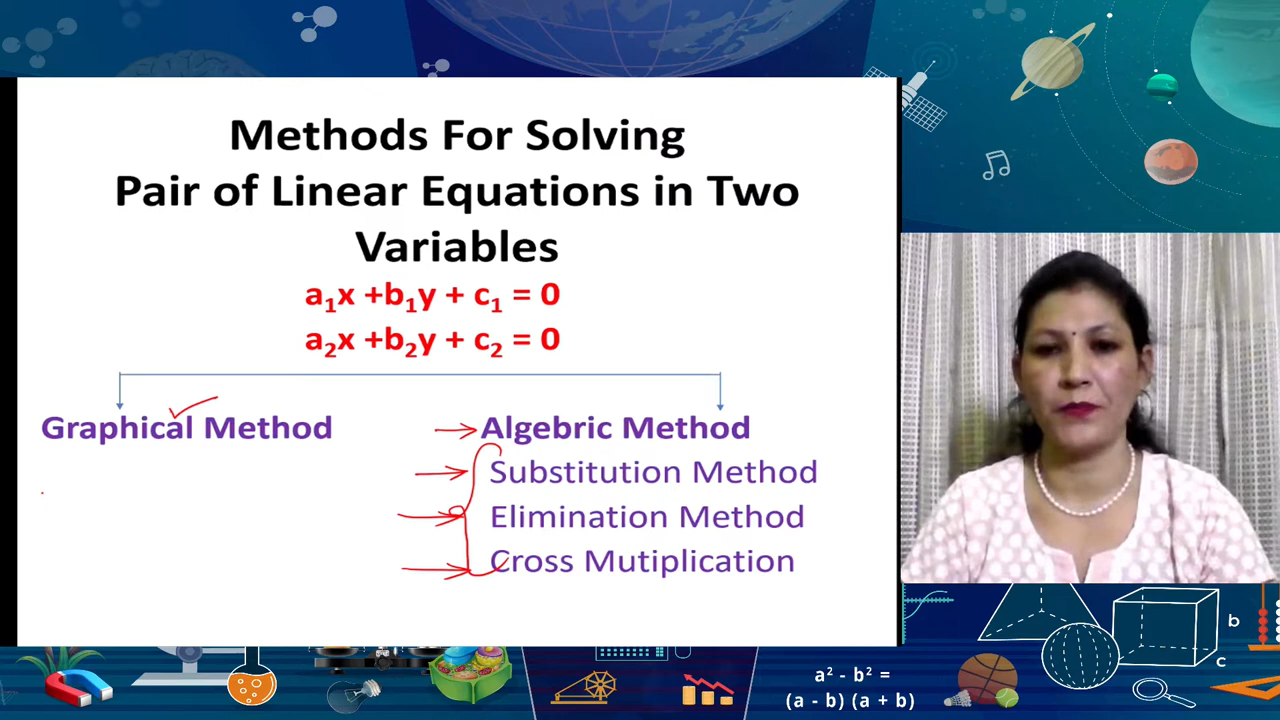 Methods For Solving
Pair of Linear Equations in Two
Variables
a₁x +b₁y + c₁ = 0
a₂x +b₂y + c₂ = 0
Graphical Method
Algebric Method
Substitution Method
Elimination Method
Cross Mutiplication
b
c
a² - b² =
(a - b) (a + b)